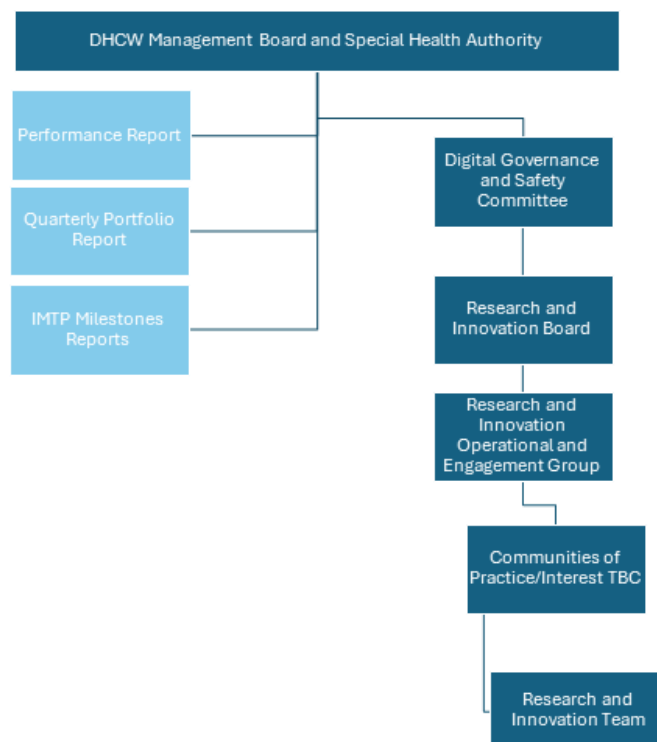 DHCW Management Board and Special Health Authority
Performance Report
Digital Governance
and Safety
Committee
Quarterly Portfolio
Report
Research and
Innovation Board
IMTP Milestones
Reports
Research and
Innovation
Operational and
Engagement Group
Communities of
Practice/Interest TBC
Research and
Innovation Team